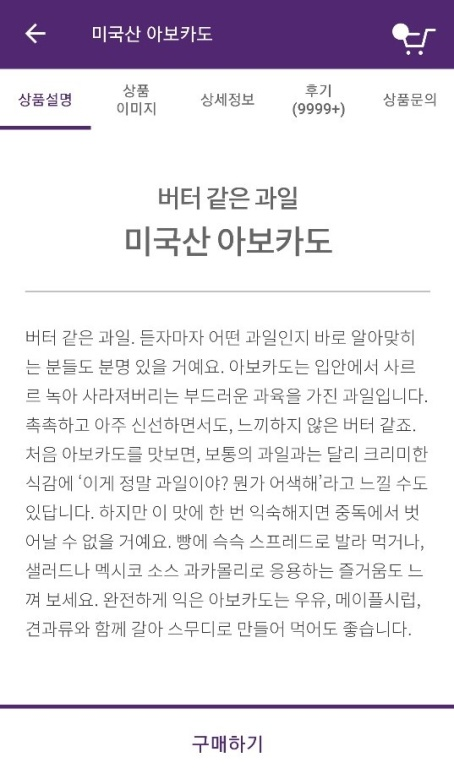 미국산 아보카도
상품설명
상품
이미지
상세정보
후기
(9999+)
상품문의
버터 같은 과일
미국산 아보카도
버터 같은 과일. 듣자마자 어떤 과일인지 바로 알아맞히
는 분들도 분명 있을 거예요. 아보카도는 입안에서 사르
르 녹아 사라져버리는 부드러운 과육을 가진 과일입니다.
촉촉하고 아주 신선하면서도, 느끼하지 않은 버터 같죠.
처음 아보카도를 맛보면, 보통의 과일과는 달리 크리미한
식감에 ‘이게 정말 과일이야? 뭔가 어색해’라고 느낄 수도
있답니다. 하지만 이 맛에 한 번 익숙해지면 중독에서 벗
어날 수 없을 거예요. 빵에 슥슥 스프레드로 발라 먹거나,
샐러드나 멕시코 소스 과카몰리로 응용하는 즐거움도 느
껴 보세요. 완전하게 익은 아보카도는 우유, 메이플시럽,
견과류와 함께 갈아 스무디로 만들어 먹어도 좋습니다.
구매하기